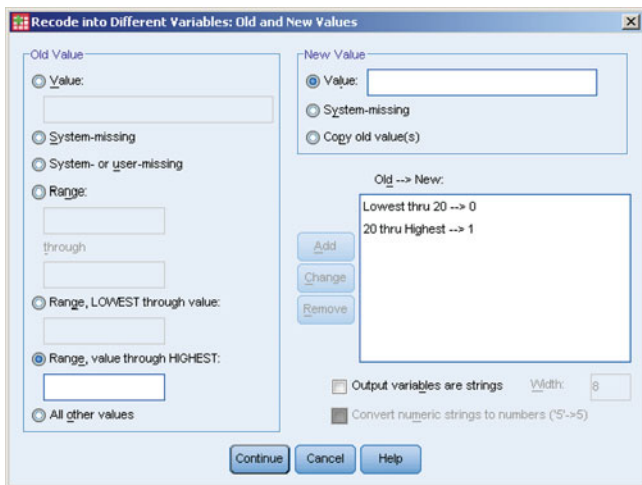 Recode into Different Variables: Old and New Values
Old Value
Value:
System-missing
System- or user-missing
Range:
through
Range, LOWEST through value:
Range, value through HIGHEST:
All other values
New Value
Value:
System-missing
Copy old value(s)
Old --> New:
Lowest thru 20 --> 0
20 thru Highest --> 1
Add
Change
Remove
Output variables are strings Width: 8
Convert numeric strings to numbers ('5'->5)
Continue Cancel Help